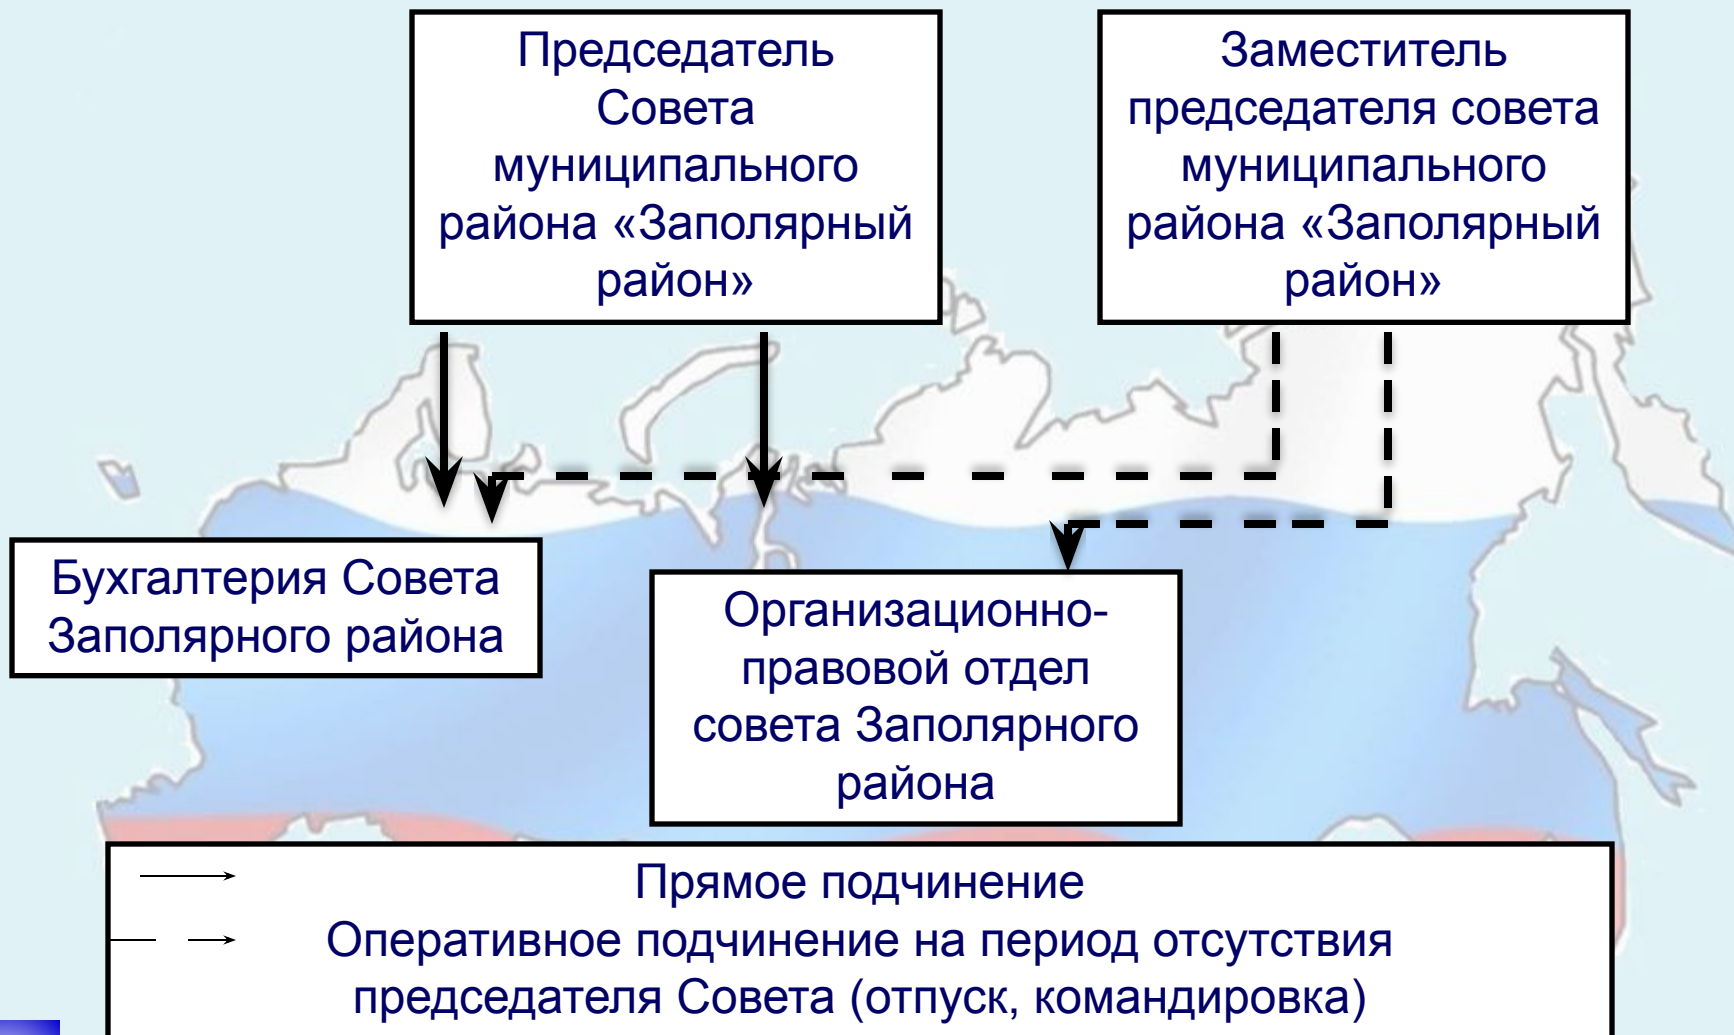 Председатель
Совета
муниципального
района «Заполярный
район»
Заместитель
председателя совета
муниципального
района «Заполярный
район»
Бухгалтерия Совета
Заполярного района
Организационно-
правовой отдел
совета Заполярного
района
Прямое подчинение
Оперативное подчинение на период отсутствия
председателя Совета (отпуск, командировка)